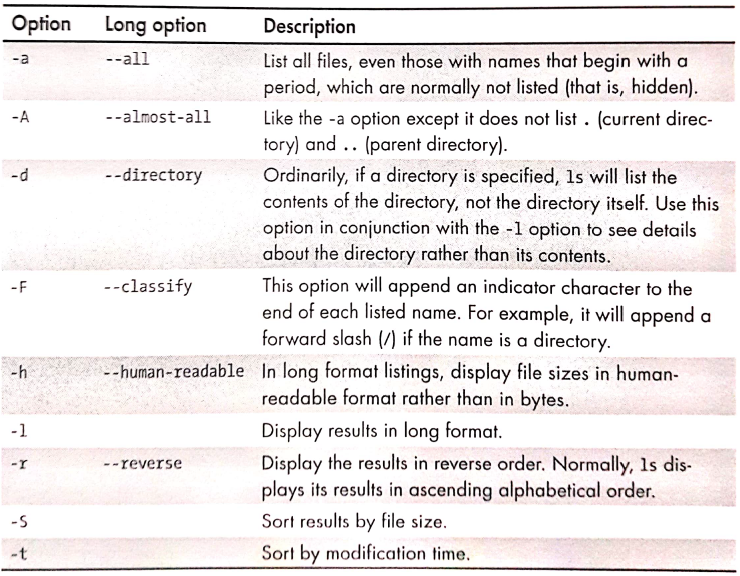 Option Long option Description
-a --all List all files, even those with names that begin with a
period, which are normally not listed (that is, hidden).
-A --almost-all Like the -a option except it does not list . (current direc-
tory) and .. (parent directory).
-d --directory Ordinarily, if a directory is specified, ls will list the
contents of the directory, not the directory itself. Use this
option in conjunction with the -l option to see details
about the directory rather than its contents.
-F --classify This option will append an indicator character to the
end of each listed name. For example, it will append a
forward slash (/) if the name is a directory.
-h --human-readable In long format listings, display file sizes in human-
readable format rather than in bytes.
-l Display results in long format.
-r --reverse Display the results in reverse order. Normally, ls dis-
plays its results in ascending alphabetical order.
-S Sort results by file size.
-t Sort by modification time.